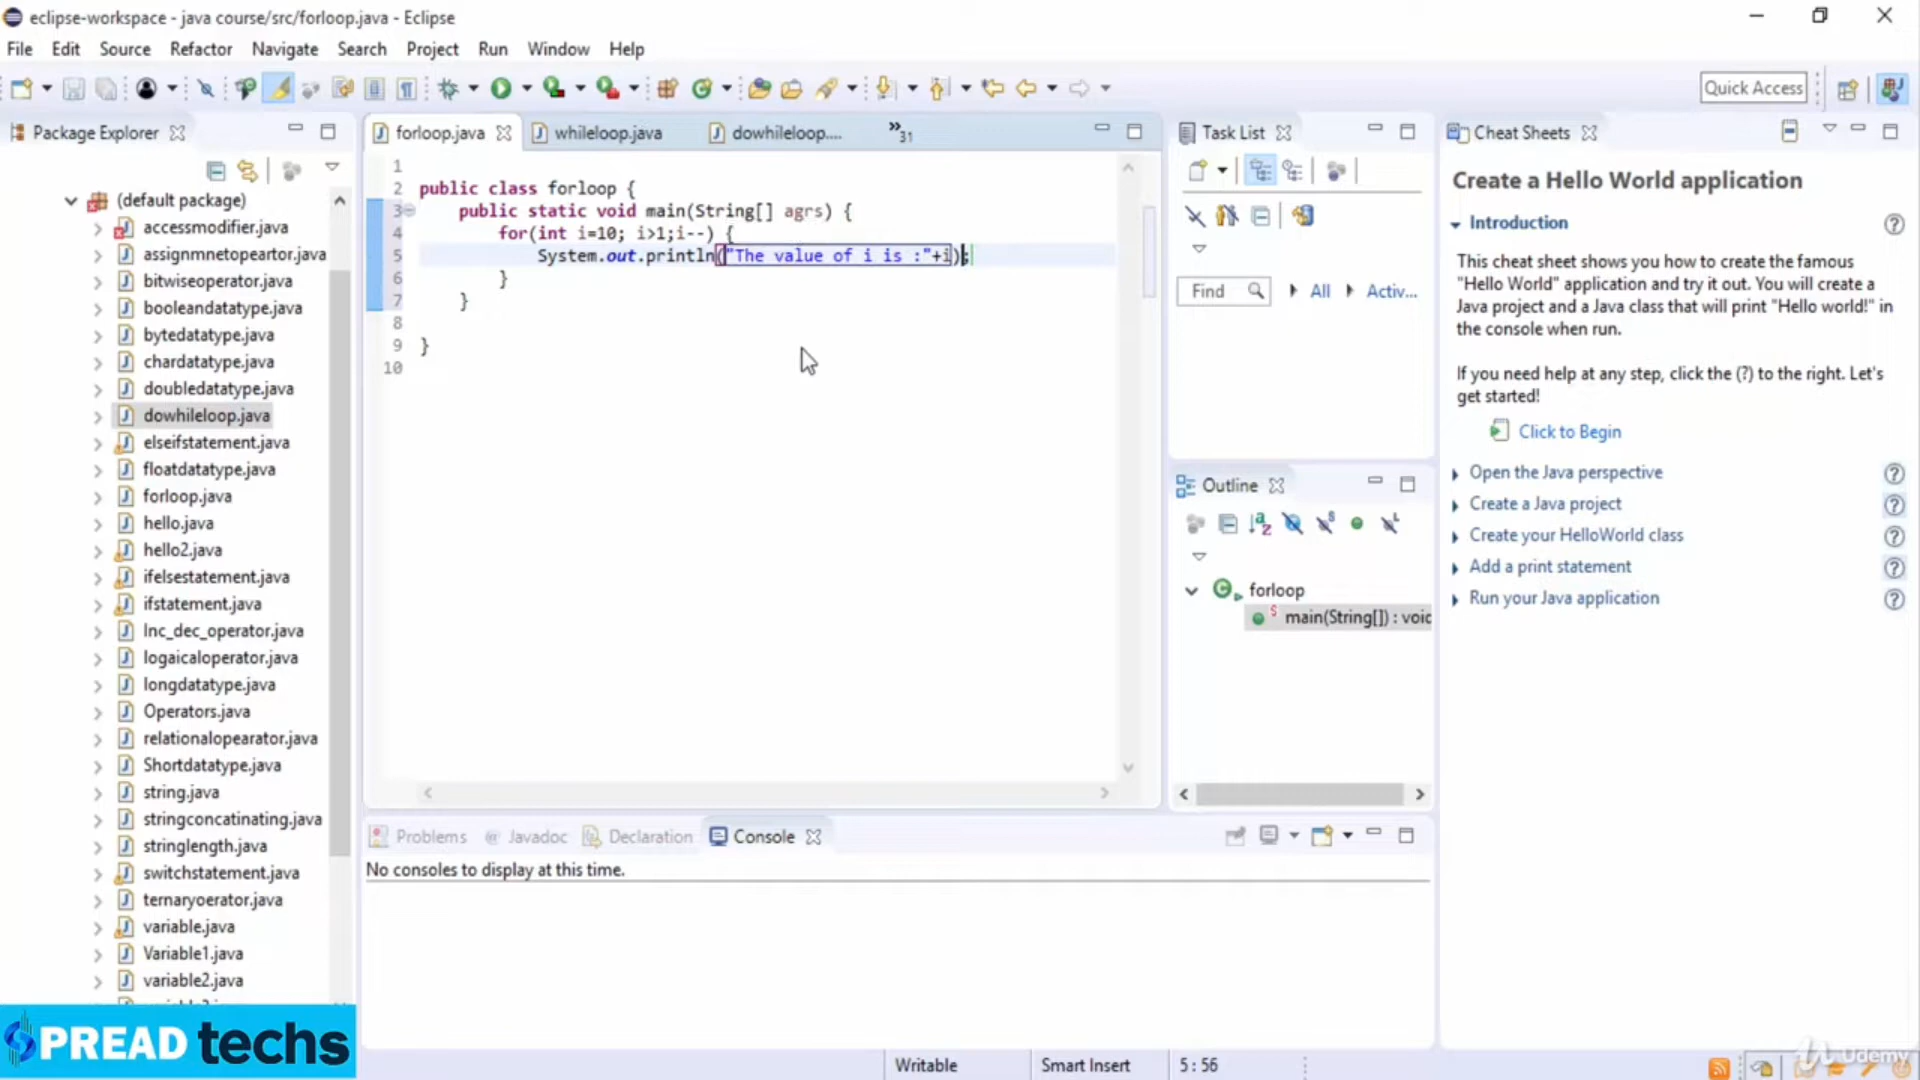 eclipse-workspace - java course/src/forloop.java - Eclipse
File Edit Source Refactor Navigate Search Project Run Window Help
Quick Access
Package Explorer
(default package)
accessmodifier.java
assignmnetopeartor.java
bitwiseoperator.java
booleandatatype.java
bytedatatype.java
chardatatype.java
doubledatatype.java
dowhileloop.java
elseifstatement.java
floatdatatype.java
forloop.java
hello.java
hello2.java
ifelsestatement.java
ifstatement.java
Inc_dec_operator.java
logaicaloperator.java
longdatatype.java
Operators.java
relationalopearator.java
Shortdatatype.java
string.java
stringconcatinating.java
stringlength.java
switchstatement.java
ternaryoerator.java
variable.java
Variable1.java
variable2.java
SPREAD techs
forloop.java whileloop.java dowhileloop.... »31
1
2 public class forloop {
3 public static void main(String[] agrs) {
4 for(int i=10; i>1;i--) {
5 System.out.println("The value of i is :"+i);
6 }
7 }
8
9 }
10
Problems @ Javadoc Declaration Console
No consoles to display at this time.
Writable Smart Insert 5 : 56
Task List
Find All Activ...
Outline
forloop
main(String[]) : voic
Cheat Sheets
Create a Hello World application
Introduction
This cheat sheet shows you how to create the famous
"Hello World" application and try it out. You will create a
Java project and a Java class that will print "Hello world!" in
the console when run.
If you need help at any step, click the (?) to the right. Let's
get started!
Click to Begin
Open the Java perspective
Create a Java project
Create your HelloWorld class
Add a print statement
Run your Java application
Udemy